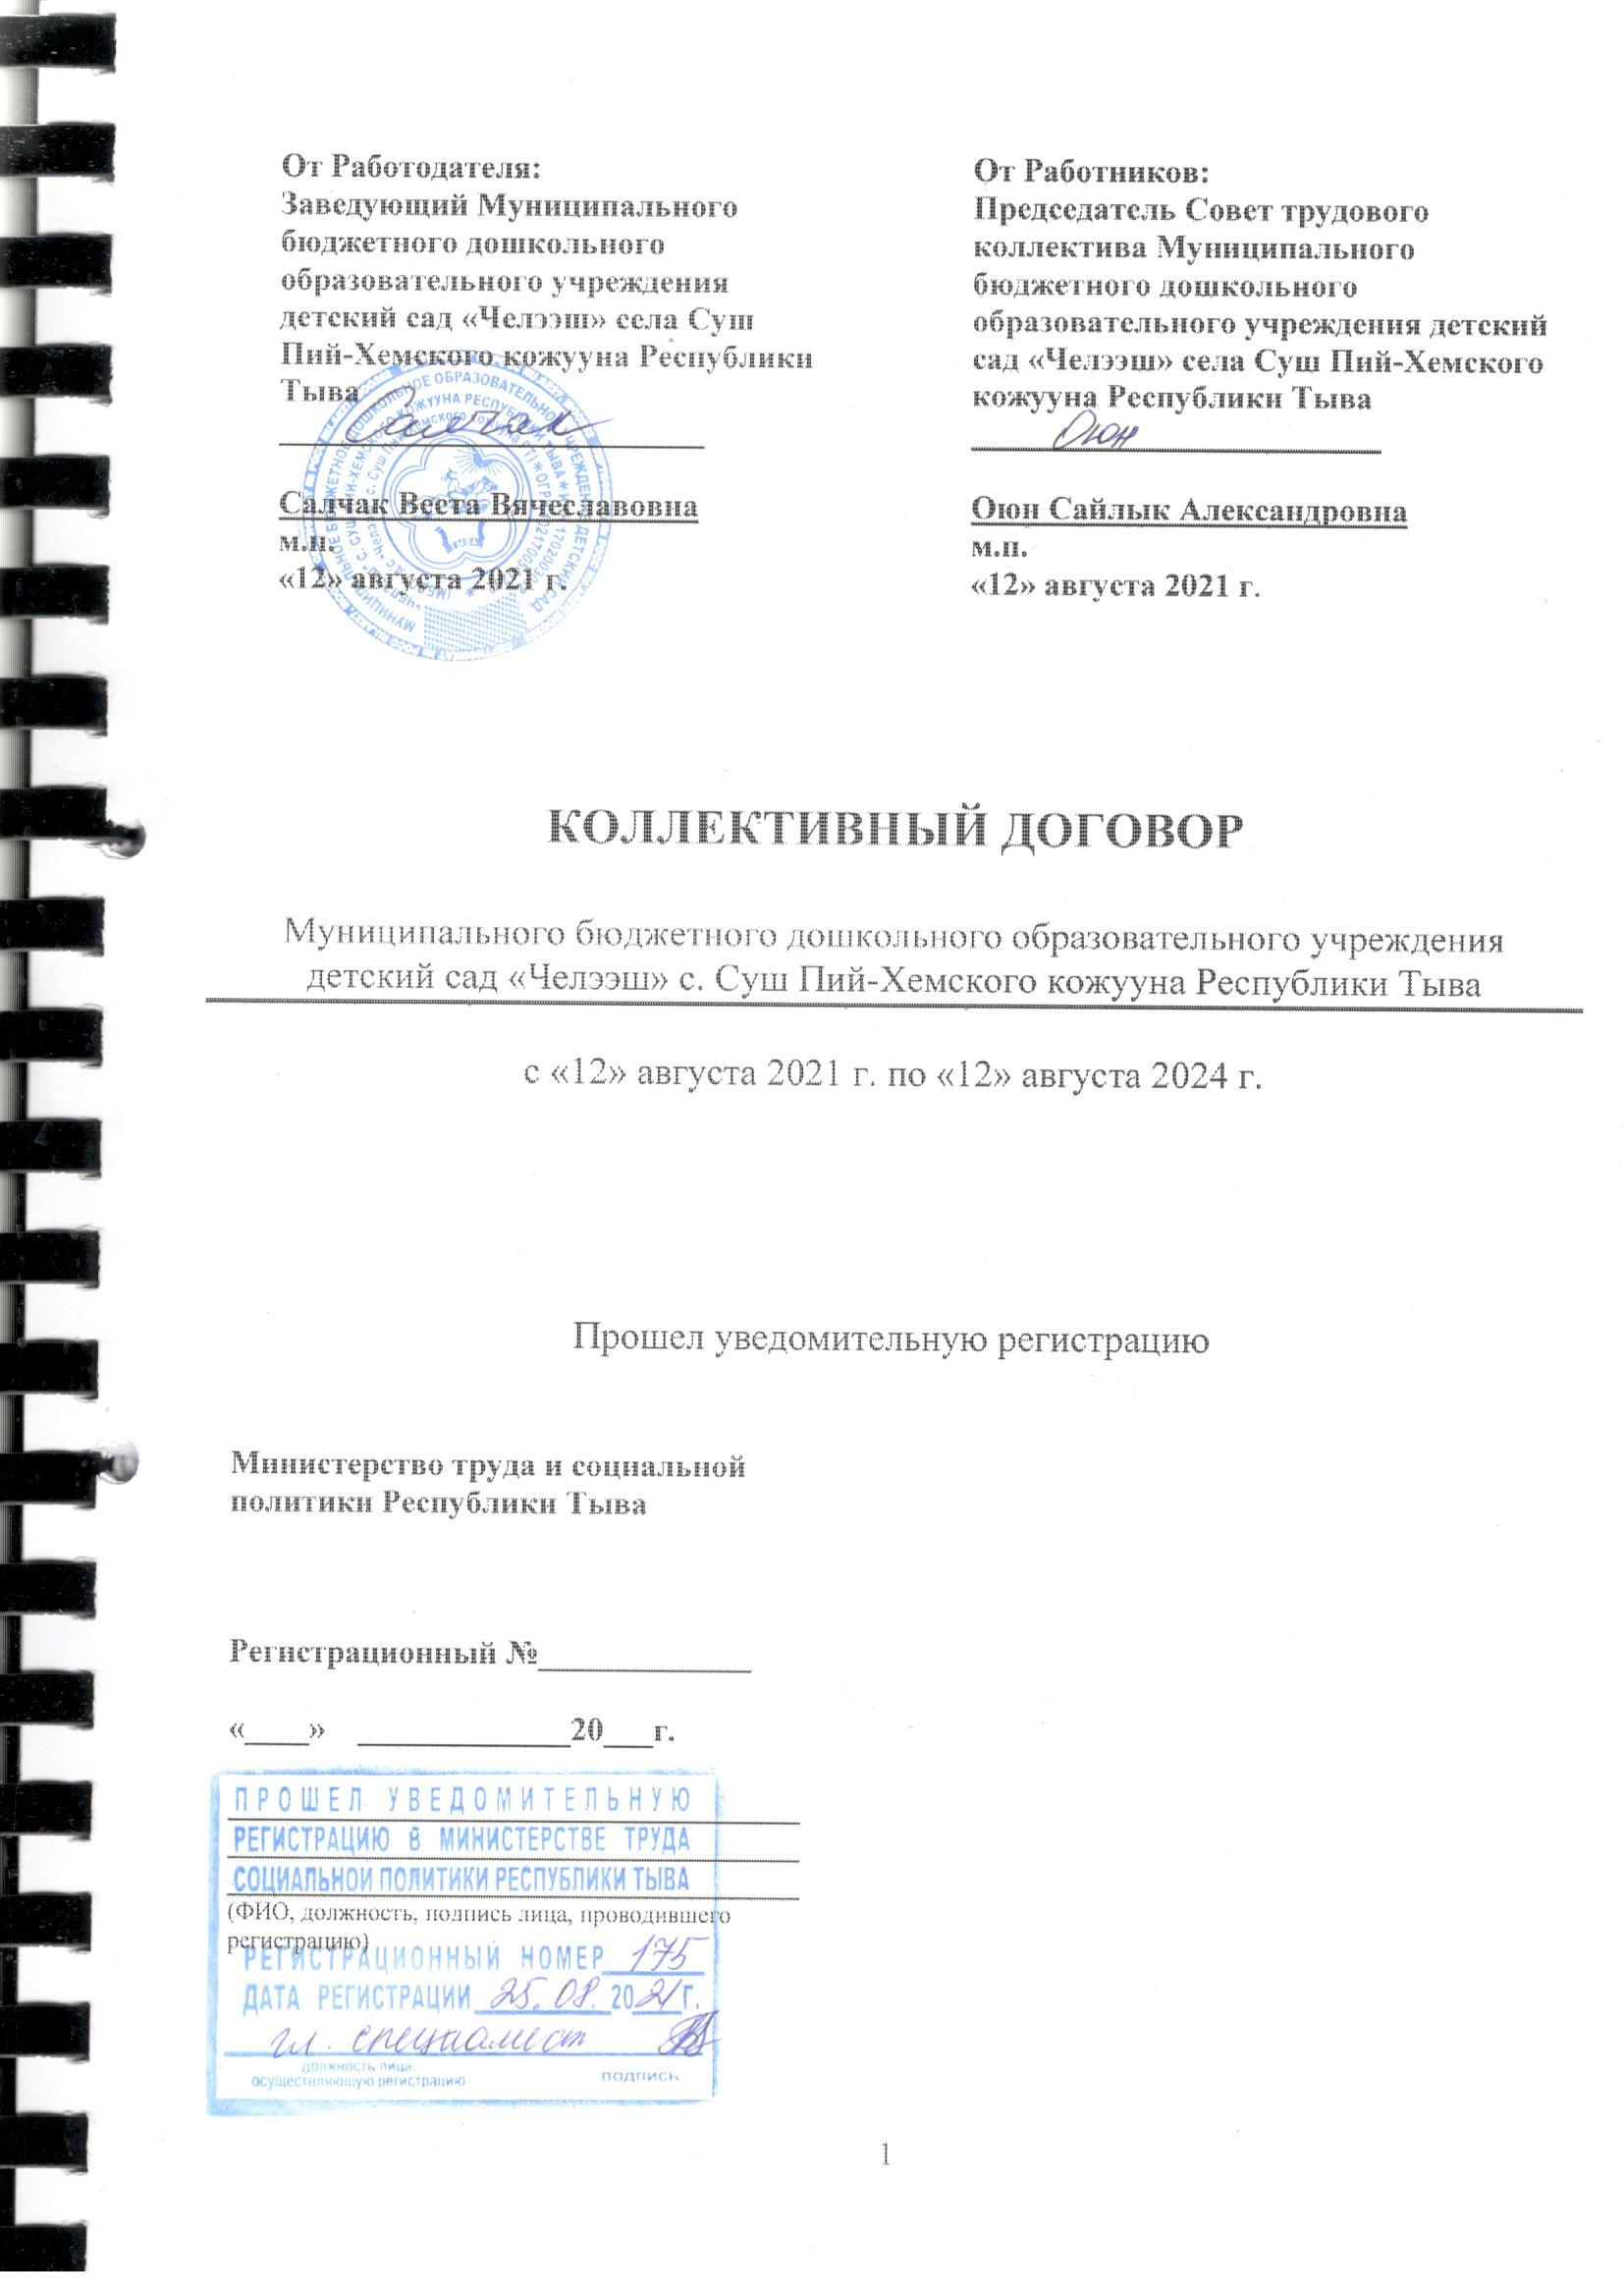 От Работодателя:
Заведующий Муниципального
бюджетного дошкольного
образовательного учреждения
детский сад «Челээш» села Суш
Пий-Хемского кожууна Республики
Тыва
Салчак
Салчак Веста Вячеславовна
м.п.
«12» августа 2021 г.
От Работников:
Председатель Совет трудового
коллектива Муниципального
бюджетного дошкольного
образовательного учреждения детский
сад «Челээш» села Суш Пий-Хемского
кожууна Республики Тыва
Оюн
Оюн Сайлык Александровна
м.п.
«12» августа 2021 г.
КОЛЛЕКТИВНЫЙ ДОГОВОР
Муниципального бюджетного дошкольного образовательного учреждения
детский сад «Челээш» с. Суш Пий-Хемского кожууна Республики Тыва
с «12» августа 2021 г. по «12» августа 2024 г.
Прошел уведомительную регистрацию
Министерство труда и социальной
политики Республики Тыва
Регистрационный №_____________
«____» _____________20___г.
ПРОШЕЛ УВЕДОМИТЕЛЬНУЮ
РЕГИСТРАЦИЮ В МИНИСТЕРСТВЕ ТРУДА
СОЦИАЛЬНОЙ ПОЛИТИКИ РЕСПУБЛИКИ ТЫВА
(ФИО, должность, подпись лица, проводившего
регистрацию)
РЕГИСТРАЦИОННЫЙ НОМЕР 175
ДАТА РЕГИСТРАЦИИ 25.08.2021г.
гл. специалист
должность лица,
осуществляющую регистрацию
подпись
1